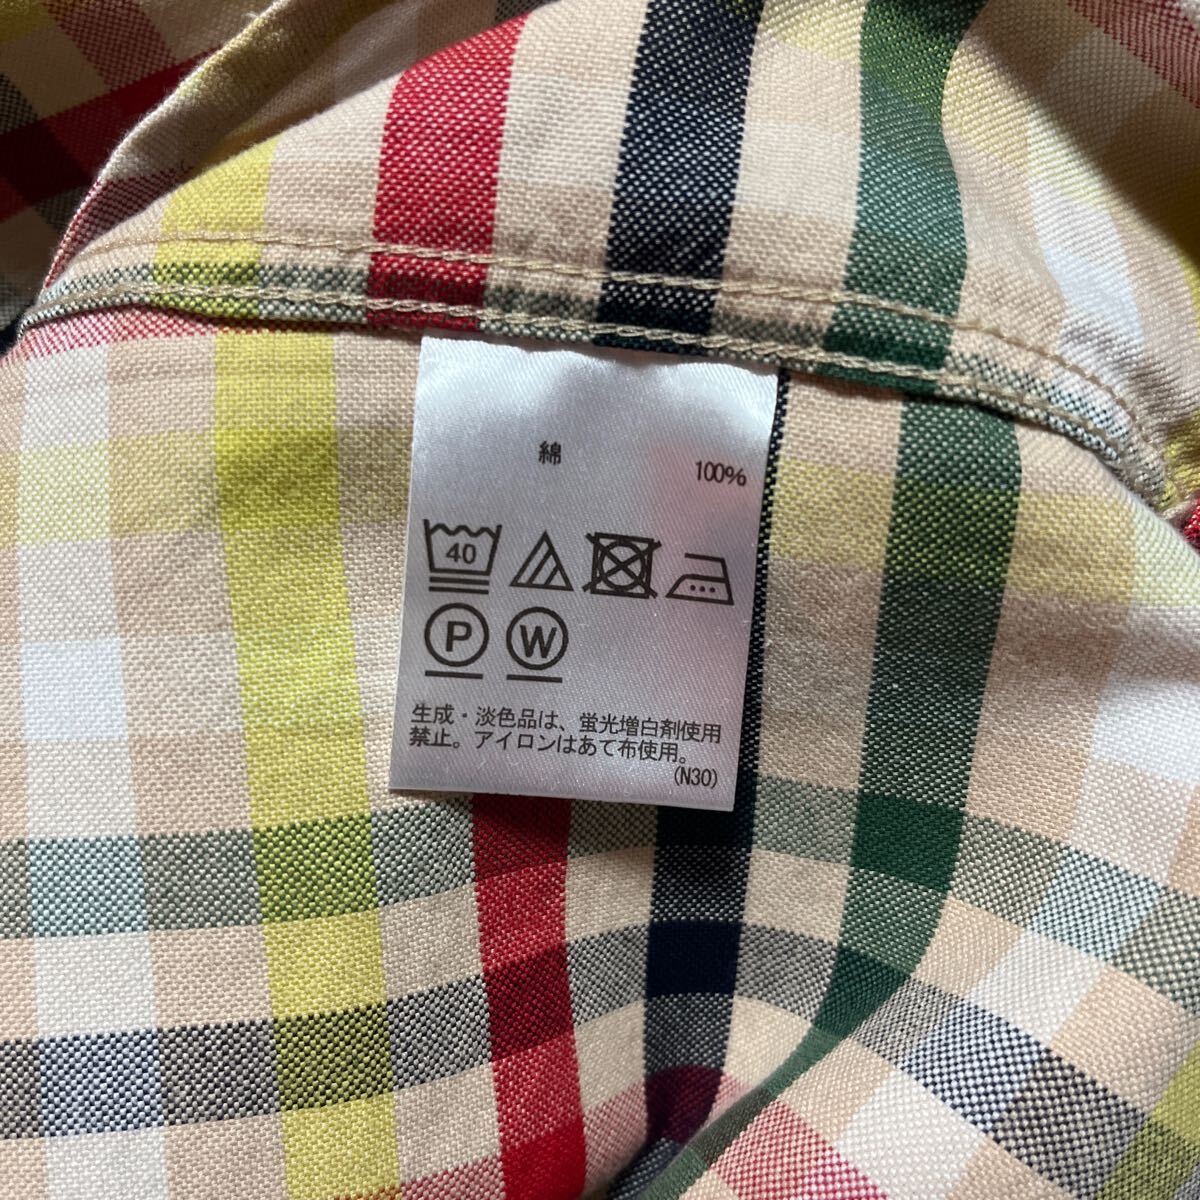 綿 100%
40
P W
生成・淡色品は、蛍光増白剤使用
禁止。アイロンはあて布使用。
(N30)